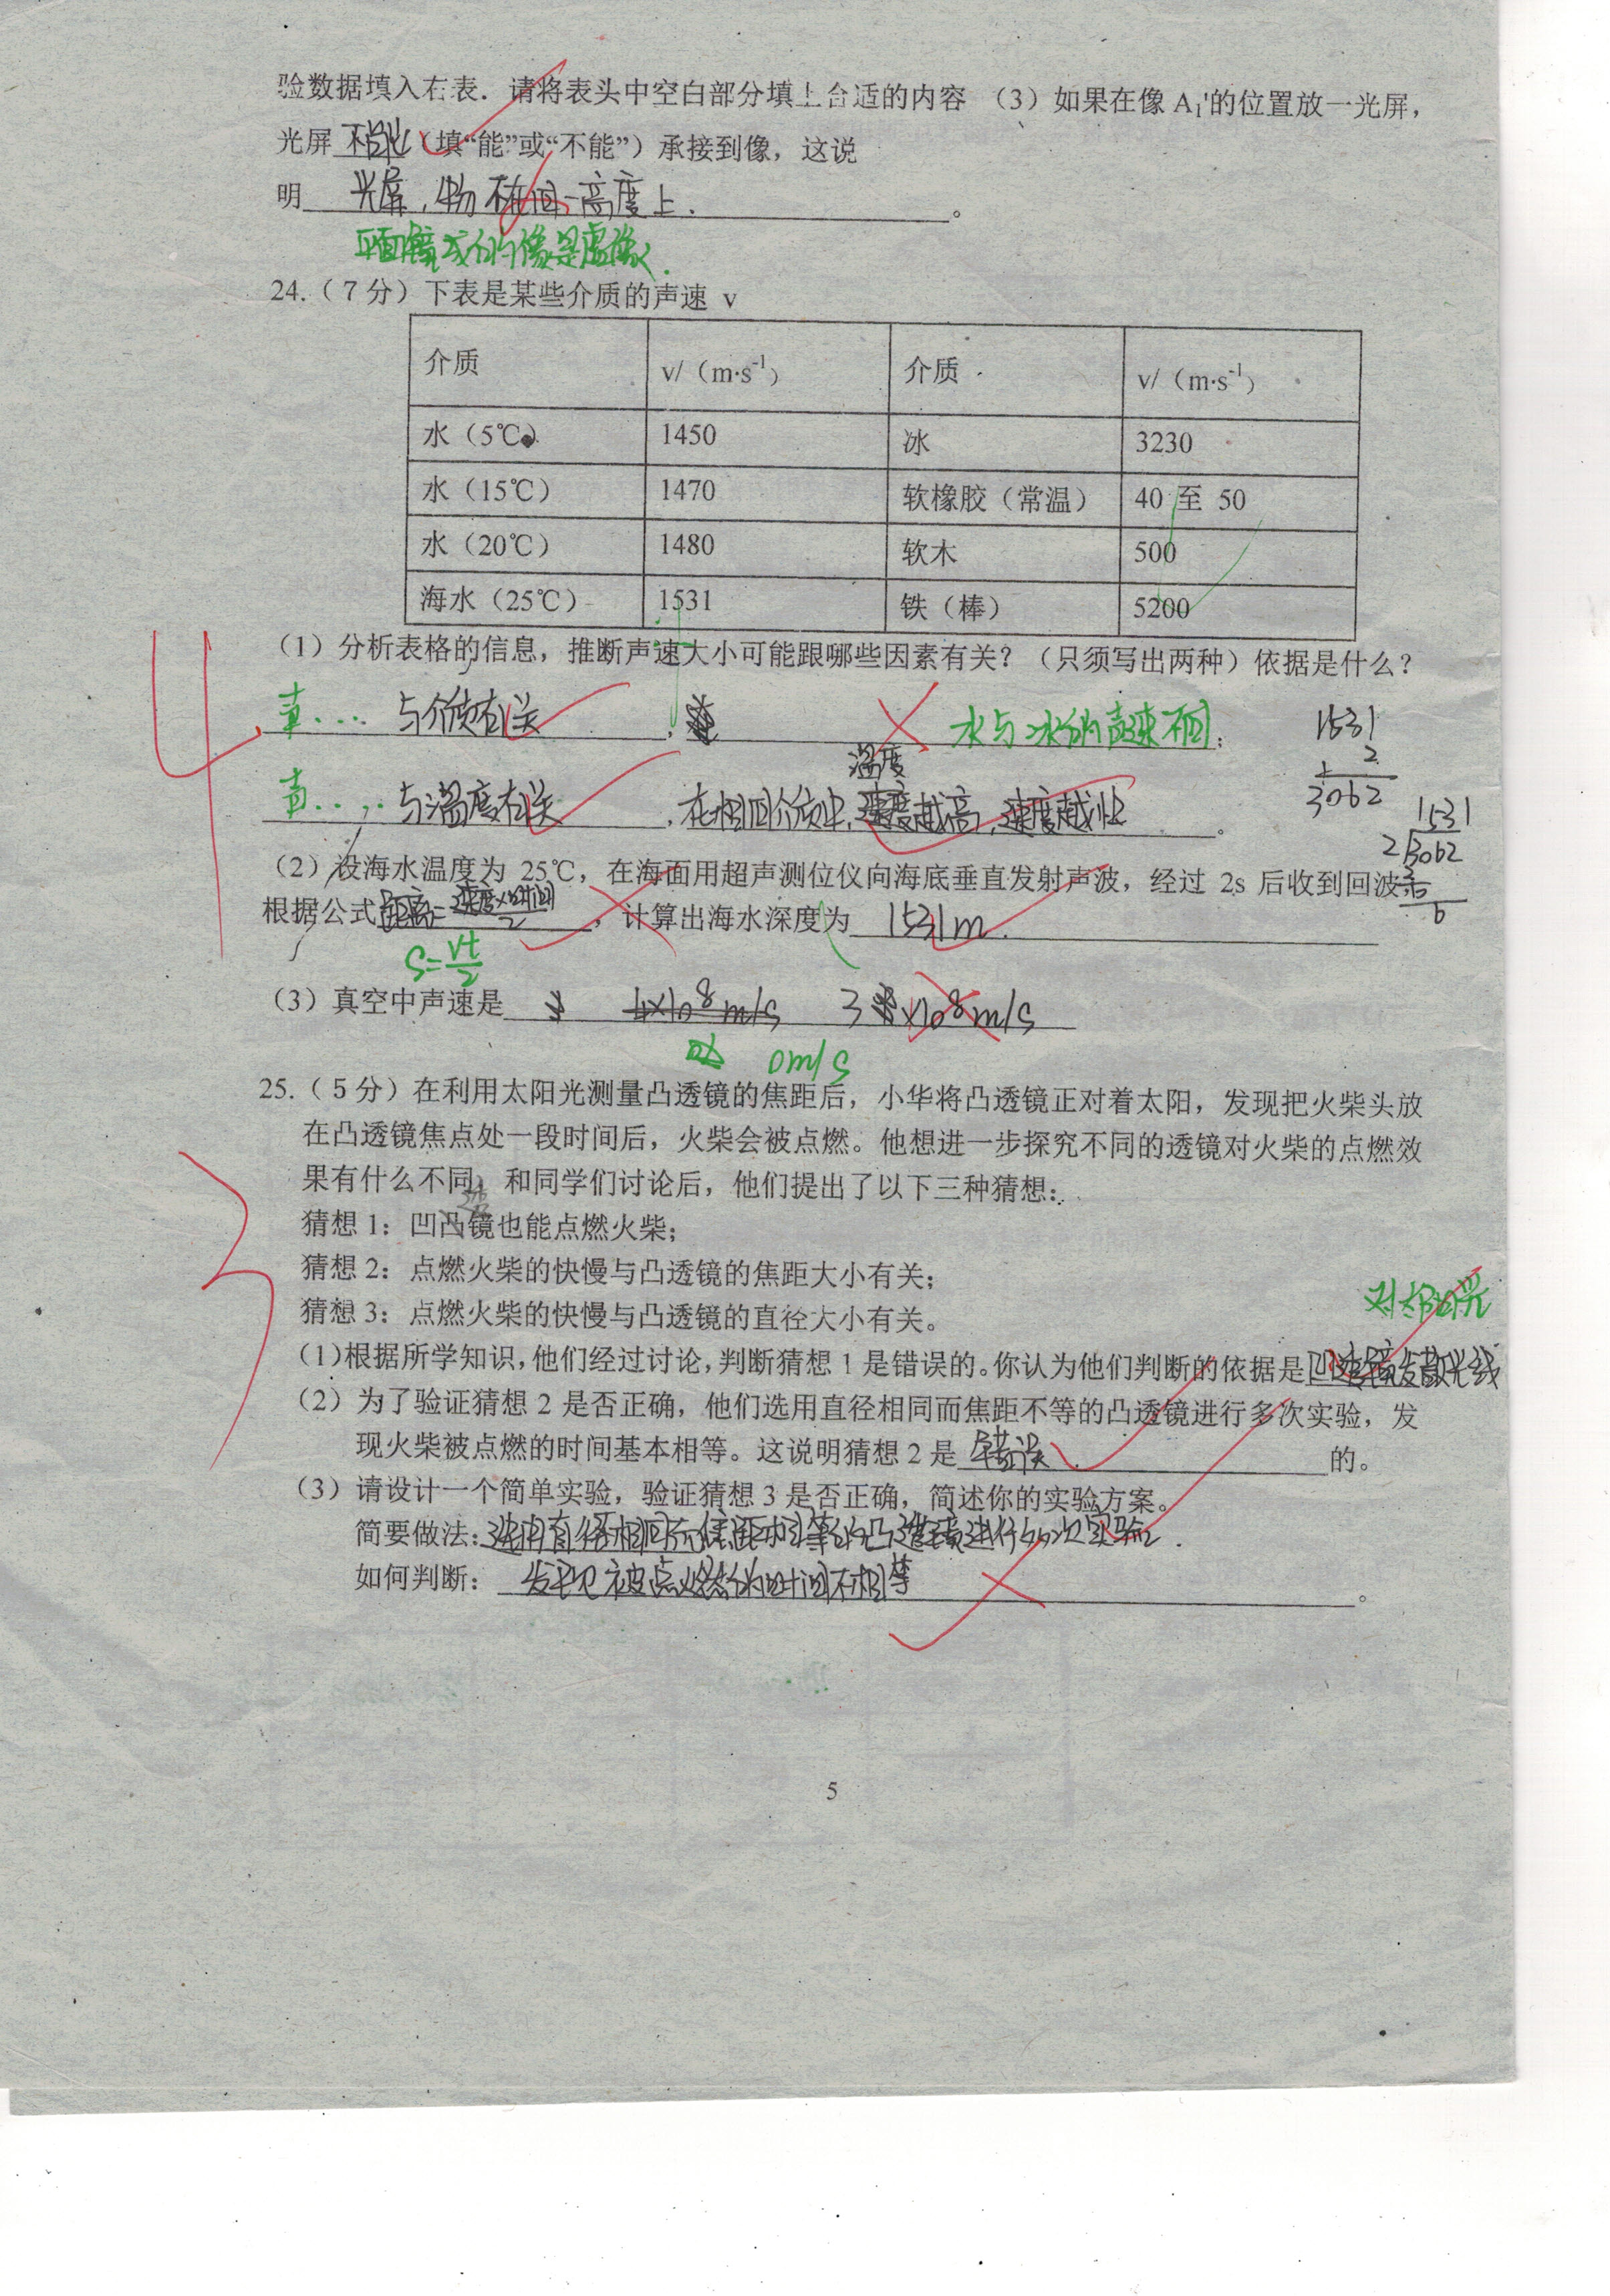 验数据填入右表．请将表头中空白部分填上合适的内容 （3）如果在像 A₁'的位置放一光屏，
光屏 不能 （填“能”或“不能”）承接到像，这说
明 光屏、物不在同一高度上．。
平面镜成的像是虚像．
24.（7 分）下表是某些介质的声速 v
介质 v/（m·s⁻¹） 介质 v/（m·s⁻¹）
水（5℃） 1450 冰 3230
水（15℃） 1470 软橡胶（常温） 40 至 50
水（20℃） 1480 软木 500
海水（25℃） 1531 铁（棒） 5200
（1）分析表格的信息，推断声速大小可能跟哪些因素有关？（只须写出两种）依据是什么？
与介质有关， 水与冰的声速不同；
温度
与温度有关，在相同介质中，越高，速度越快。
1531
2
3062
1531
2 3062
6
4
（2）设海水温度为 25℃，在海面用超声测位仪向海底垂直发射声波，经过 2s 后收到回波
根据公式 距离=速度×时间/2，计算出海水深度为 1531m．
S=vt/2
（3）真空中声速是 4×10⁸m/s 3×10⁸m/s
0m/s
25.（5 分）在利用太阳光测量凸透镜的焦距后，小华将凸透镜正对着太阳，发现把火柴头放
在凸透镜焦点处一段时间后，火柴会被点燃。他想进一步探究不同的透镜对火柴的点燃效
果有什么不同，和同学们讨论后，他们提出了以下三种猜想：
透
猜想 1：凹凸镜也能点燃火柴；
猜想 2：点燃火柴的快慢与凸透镜的焦距大小有关；
猜想 3：点燃火柴的快慢与凸透镜的直径大小有关。
3
(1)根据所学知识，他们经过讨论，判断猜想 1 是错误的。你认为他们判断的依据是凹透镜发散光线
（2）为了验证猜想 2 是否正确，他们选用直径相同而焦距不等的凸透镜进行多次实验，发
现火柴被点燃的时间基本相等。这说明猜想 2 是 错误． 的。
（3）请设计一个简单实验，验证猜想 3 是否正确，简述你的实验方案。
简要做法：选用直径不相同而焦距相等的凸透镜进行多次实验．
如何判断：发现被点燃的时间不相等。
5